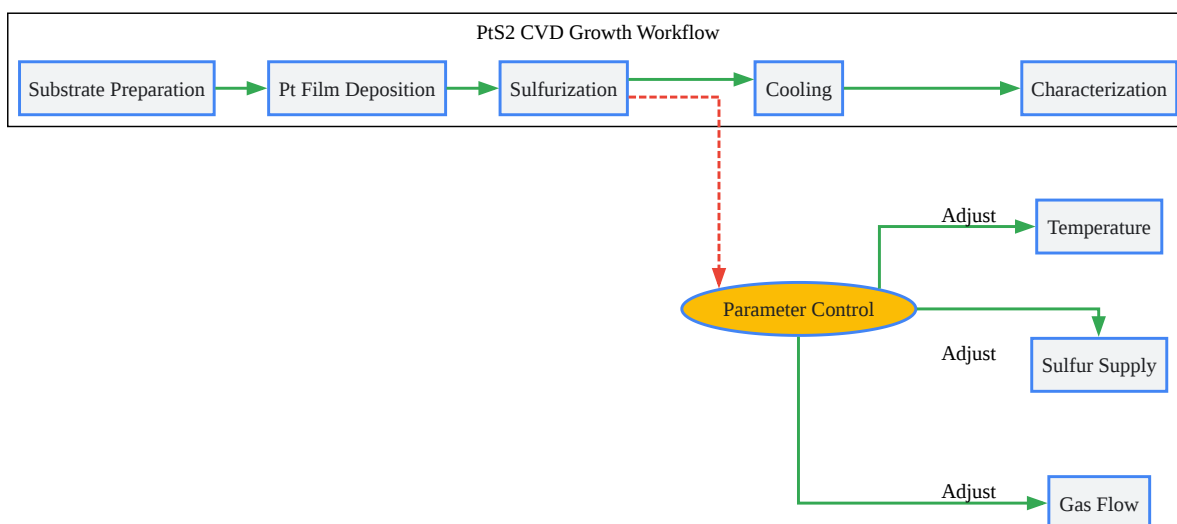 PtS2 CVD Growth Workflow
Substrate Preparation
Pt Film Deposition
Sulfurization
Cooling
Characterization
Adjust
Temperature
Parameter Control
Adjust
Sulfur Supply
Adjust
Gas Flow